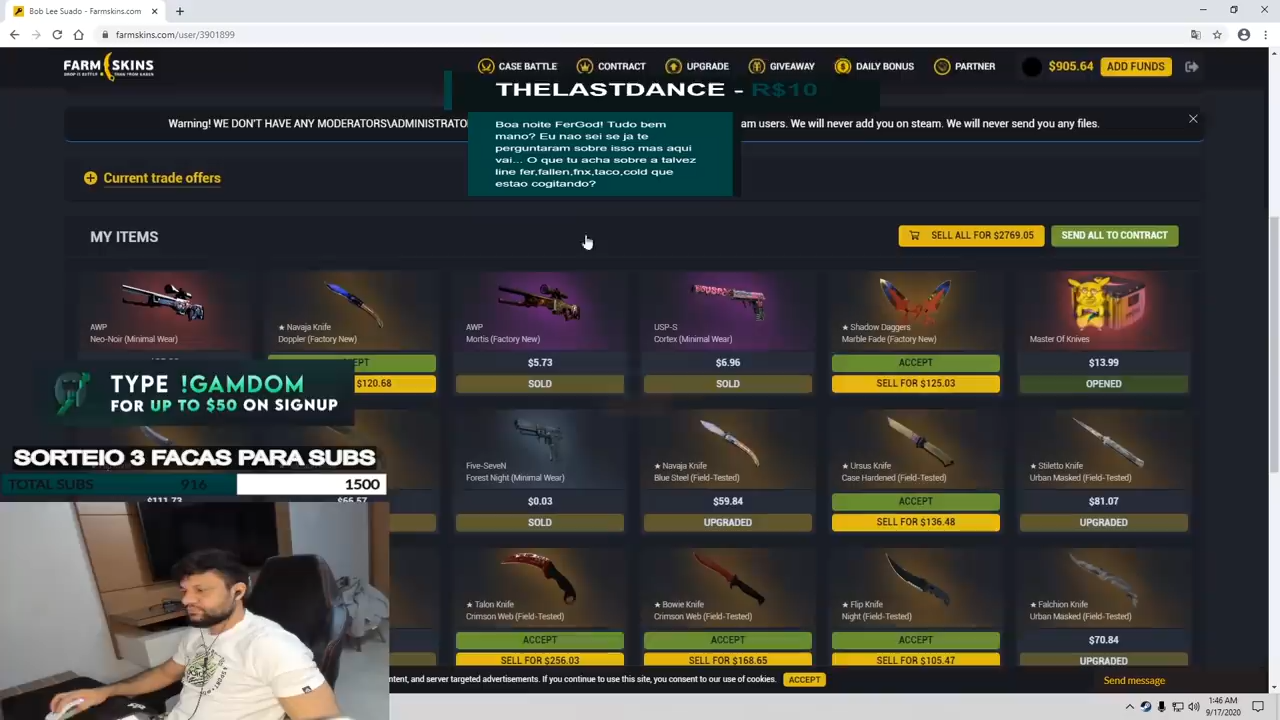 Bob Lee Suado - Farmskins.com
farmskins.com/user/3901899
FARM SKINS
CASE BATTLE
CONTRACT
UPGRADE
GIVEAWAY
DAILY BONUS
PARTNER
$905.64
ADD FUNDS
THELASTDANCE - R$10
Warning! WE DON'T HAVE ANY MODERATORS\ADMINISTRATO
am users. We will never add you on steam. We will never send you any files.
Boa noite FerGod! Tudo bem
mano? Eu nao sei se ja te
perguntaram sobre isso mas aqui
vai... O que tu acha sobre a talvez
line fer,fallen,fnx,taco,cold que
estao cogitando?
Current trade offers
MY ITEMS
SELL ALL FOR $2769.05
SEND ALL TO CONTRACT
AWP
Neo-Noir (Minimal Wear)
★ Navaja Knife
Doppler (Factory New)
$120.68
AWP
Mortis (Factory New)
$5.73
SOLD
USP-S
Cortex (Minimal Wear)
$6.96
SOLD
★ Shadow Daggers
Marble Fade (Factory New)
ACCEPT
SELL FOR $125.03
Master Of Knives
$13.99
OPENED
TYPE !GAMDOM
FOR UP TO $50 ON SIGNUP
SORTEIO 3 FACAS PARA SUBS
TOTAL SUBS 916 1500
$111.73
$66.57
Five-SeveN
Forest Night (Minimal Wear)
$0.03
SOLD
★ Navaja Knife
Blue Steel (Field-Tested)
$59.84
UPGRADED
★ Ursus Knife
Case Hardened (Field-Tested)
ACCEPT
SELL FOR $136.48
★ Stiletto Knife
Urban Masked (Field-Tested)
$81.07
UPGRADED
★ Talon Knife
Crimson Web (Field-Tested)
ACCEPT
SELL FOR $256.03
★ Bowie Knife
Crimson Web (Field-Tested)
ACCEPT
SELL FOR $168.65
★ Flip Knife
Night (Field-Tested)
ACCEPT
SELL FOR $105.47
★ Falchion Knife
Urban Masked (Field-Tested)
$70.84
UPGRADED
ntent, and server targeted advertisements. If you continue to use this site, you consent to our use of cookies.
ACCEPT
Send message
1:46 AM
9/17/2020